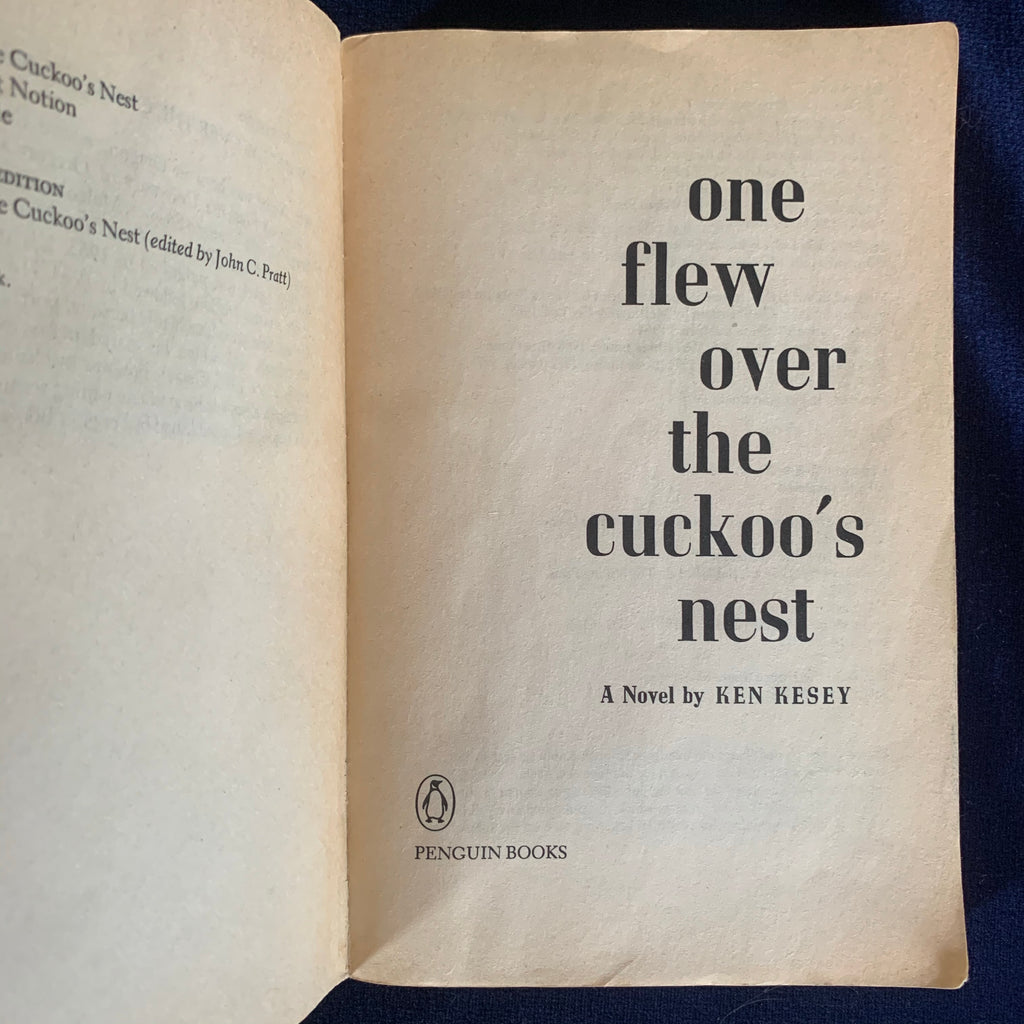 Cuckoo's Nest
Notion
EDITION
Cuckoo's Nest (edited by John C. Pratt)
one
flew
over
the
cuckoo's
nest
A Novel by KEN KESEY
PENGUIN BOOKS